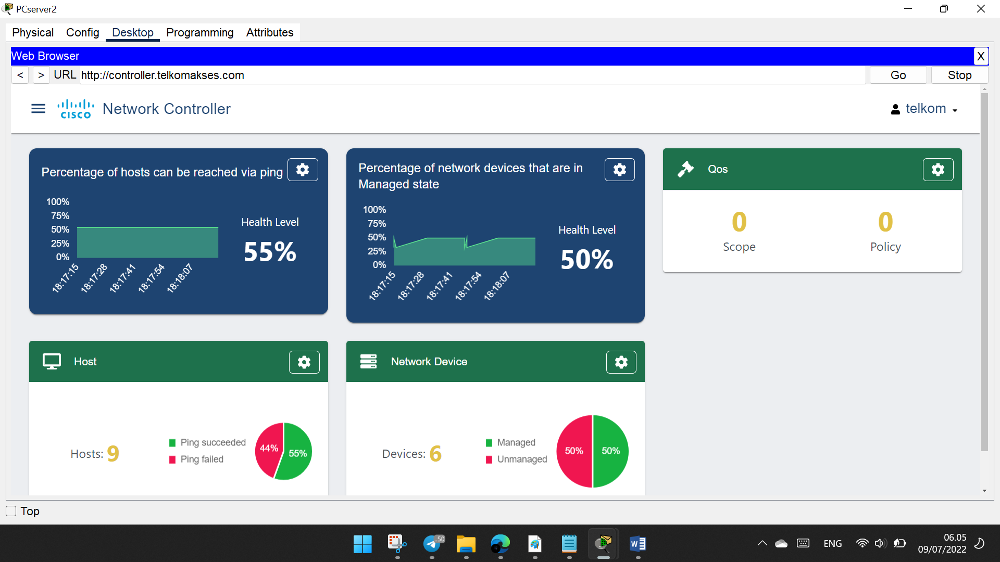 PCserver2
Physical Config Desktop Programming Attributes
Web Browser X
< > URL http://controller.telkomakses.com Go Stop
CISCO Network Controller telkom
Percentage of hosts can be reached via ping
100%
75%
50%
25%
0%
18:17:15 18:17:28 18:17:41 18:17:54 18:18:07
Health Level
55%
Percentage of network devices that are in
Managed state
100%
75%
50%
25%
0%
18:17:15 18:17:28 18:17:41 18:17:54 18:18:07
Health Level
50%
Qos
0 0
Scope Policy
Host
Hosts: 9
Ping succeeded
Ping failed
44% 55%
Network Device
Devices: 6
Managed
Unmanaged
50% 50%
Top
..50
W
ENG
06.05
09/07/2022